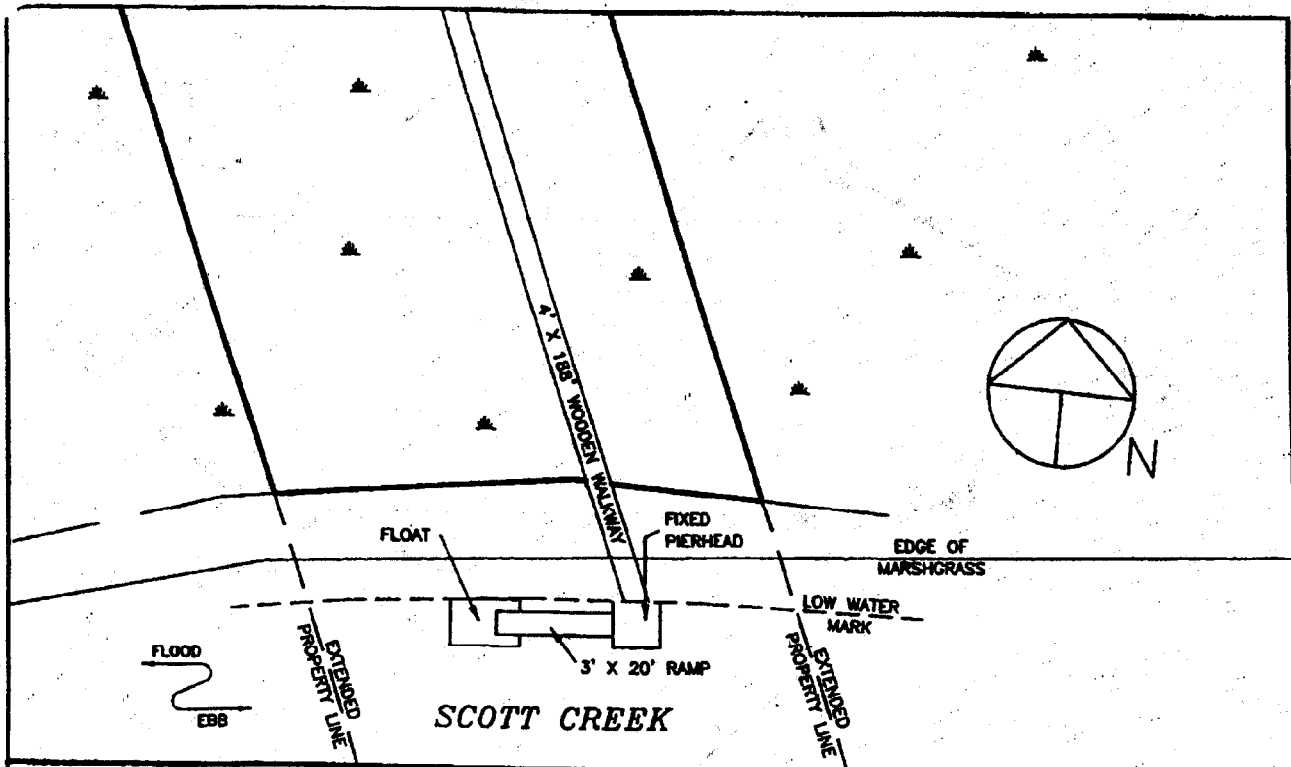 4' X 188' WOODEN WALKWAY
N
FLOAT
FIXED
PIERHEAD
EDGE OF
MARSHGRASS
LOW WATER
MARK
FLOOD
EBB
EXTENDED
PROPERTY LINE
3' X 20' RAMP
EXTENDED
PROPERTY LINE
SCOTT CREEK